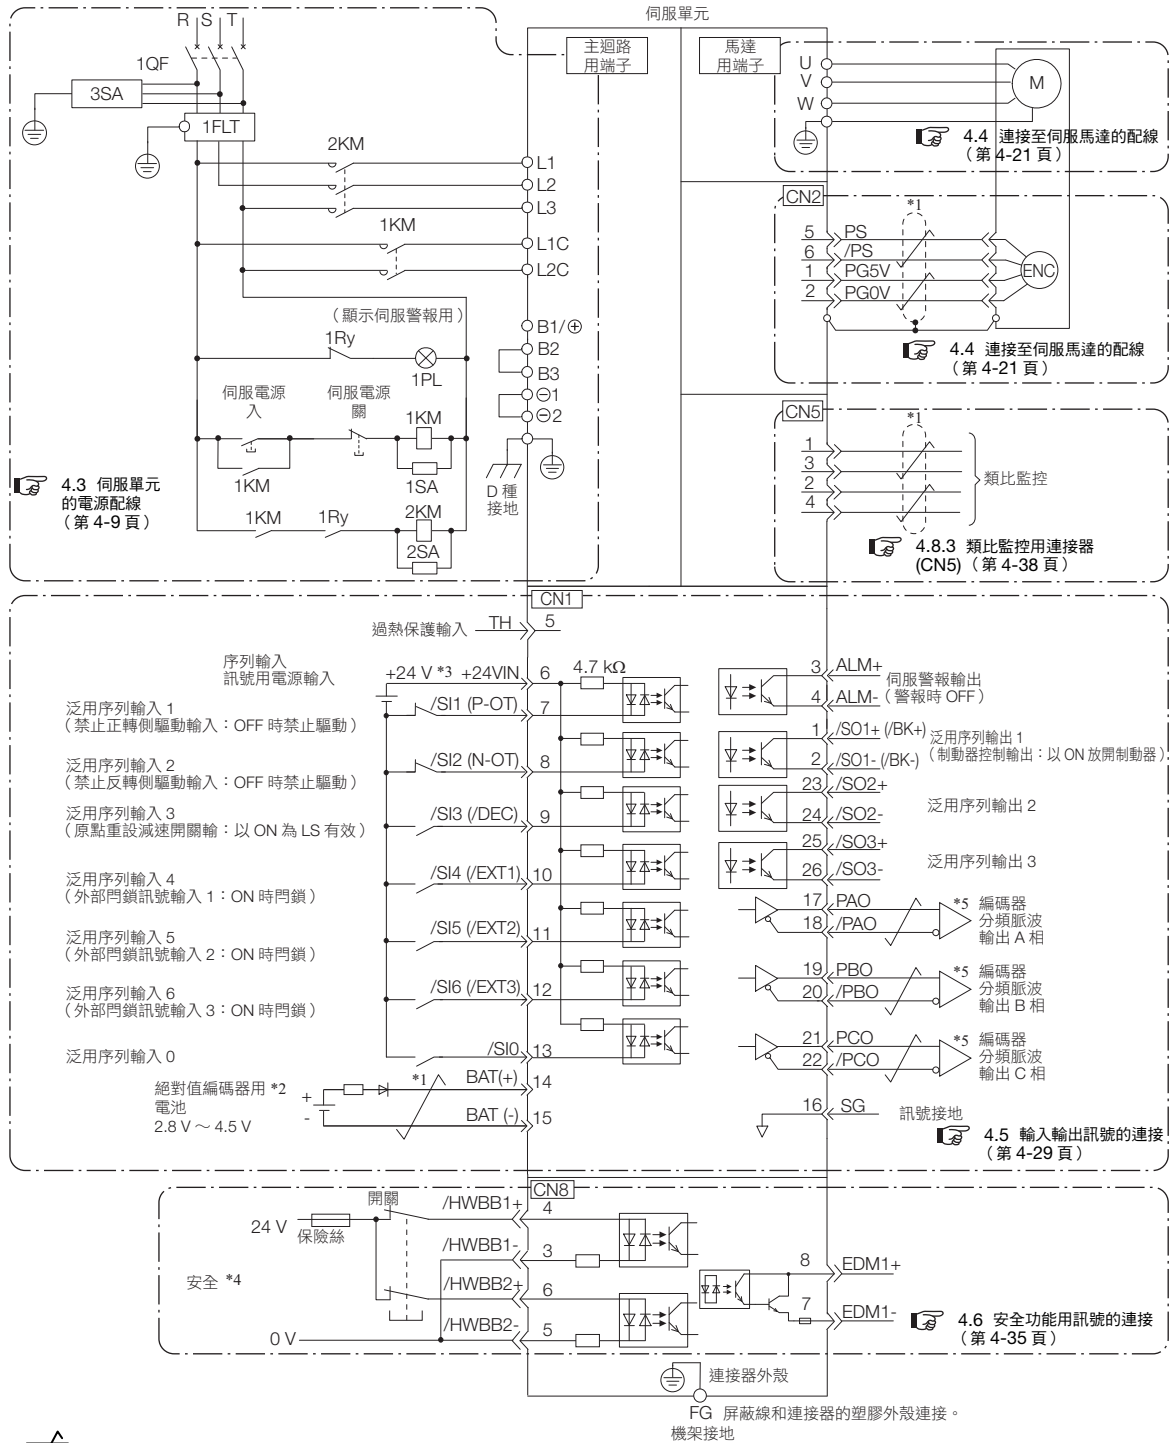 伺服單元
R S T
1QF
3SA
1FLT
主迴路
用端子
馬達
用端子
U
V
W
M
4.4 連接至伺服馬達的配線
(第 4-21 頁)
2KM
L1
L2
L3
1KM
L1C
L2C
CN2
*1
5 PS
6 /PS
1 PG5V
2 PG0V
ENC
4.4 連接至伺服馬達的配線
(第 4-21 頁)
(顯示伺服警報用)
1Ry
1PL
B1/⊕
B2
B3
⊖1
⊖2
伺服電源
入
伺服電源
關
1KM
1KM
1SA
D 種
接地
4.3 伺服單元
的電源配線
(第 4-9 頁)
1KM
1Ry
2KM
2SA
CN5
*1
1
3
2
4
類比監控
4.8.3 類比監控用連接器
(CN5)(第 4-38 頁)
CN1
過熱保護輸入 TH 5
序列輸入
訊號用電源輸入
+24 V *3 +24VIN 6 4.7 kΩ
泛用序列輸入 1
(禁止正轉側驅動輸入:OFF 時禁止驅動)
/SI1 (P-OT) 7
泛用序列輸入 2
(禁止反轉側驅動輸入:OFF 時禁止驅動)
/SI2 (N-OT) 8
泛用序列輸入 3
(原點重設減速開關輸:以 ON 為 LS 有效)
/SI3 (/DEC) 9
泛用序列輸入 4
(外部門鎖訊號輸入 1:ON 時門鎖)
/SI4 (/EXT1) 10
泛用序列輸入 5
(外部門鎖訊號輸入 2:ON 時門鎖)
/SI5 (/EXT2) 11
泛用序列輸入 6
(外部門鎖訊號輸入 3:ON 時門鎖)
/SI6 (/EXT3) 12
泛用序列輸入 0
/SI0 13
絕對值編碼器用 *2
電池
2.8 V ~ 4.5 V
+
-
*1
BAT(+) 14
BAT (-) 15
3 ALM+
4 ALM-
伺服警報輸出
(警報時 OFF)
1 /SO1+ (/BK+)
2 /SO1- (/BK-)
泛用序列輸出 1
(制動器控制輸出:以 ON 放開制動器)
23 /SO2+
24 /SO2-
泛用序列輸出 2
25 /SO3+
26 /SO3-
泛用序列輸出 3
17 PAO
18 /PAO
*5 編碼器
分頻脈波
輸出 A 相
19 PBO
20 /PBO
*5 編碼器
分頻脈波
輸出 B 相
21 PCO
22 /PCO
*5 編碼器
分頻脈波
輸出 C 相
16 SG 訊號接地
4.5 輸入輸出訊號的連接
(第 4-29 頁)
CN8
開關
24 V
保險絲
安全 *4
0 V
/HWBB1+ 4
/HWBB1- 3
/HWBB2+ 6
/HWBB2- 5
8 EDM1+
7 EDM1-
4.6 安全功能用訊號的連接
(第 4-35 頁)
連接器外殼
FG 屏蔽線和連接器的塑膠外殼連接。
機架接地